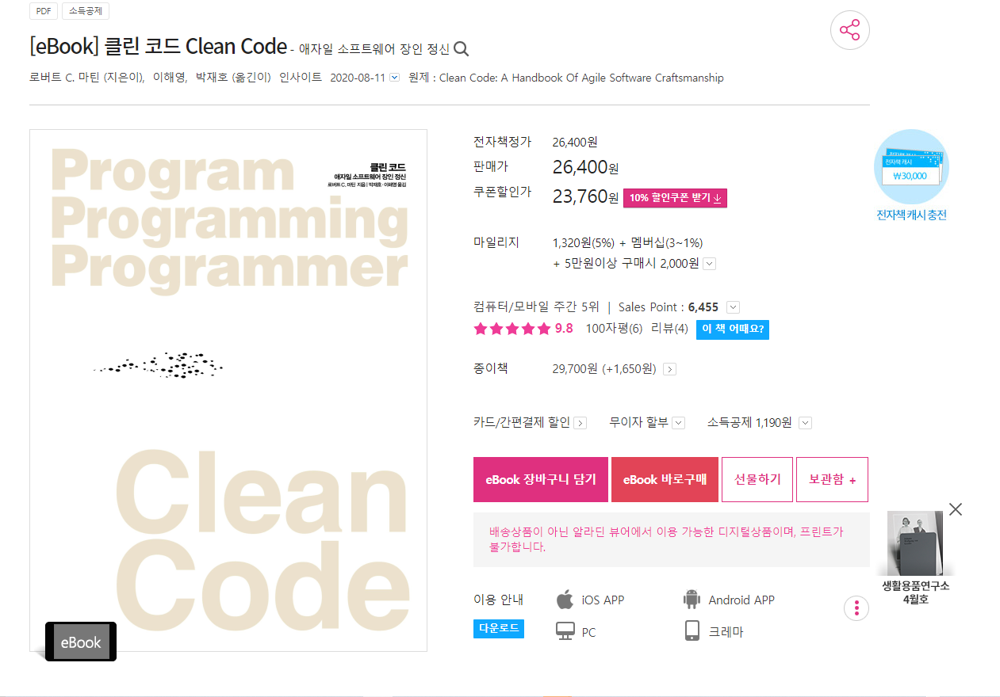 PDF 소득공제
[eBook] 클린 코드 Clean Code - 애자일 소프트웨어 장인 정신
로버트 C. 마틴 (지은이), 이해영, 박재호 (옮긴이) 인사이트 2020-08-11 원제 : Clean Code: A Handbook Of Agile Software Craftsmanship
Program
Programming
Programmer
클린 코드
애자일 소프트웨어 장인 정신
로버트 C. 마틴 지음 | 박재호·이해영 옮김
Clean
Code
eBook
전자책정가 26,400원
판매가 26,400원
쿠폰할인가 23,760원 10% 할인쿠폰 받기
마일리지 1,320원(5%) + 멤버십(3~1%)
+ 5만원이상 구매시 2,000원
컴퓨터/모바일 주간 5위 | Sales Point : 6,455
9.8 100자평(6) 리뷰(4) 이 책 어때요?
종이책 29,700원 (+1,650원)
카드/간편결제 할인 무이자 할부 소득공제 1,190원
eBook 장바구니 담기 eBook 바로구매 선물하기 보관함 +
배송상품이 아닌 알라딘 뷰어에서 이용 가능한 디지털상품이며, 프린트가
불가합니다.
이용 안내 iOS APP Android APP
다운로드 PC 크레마
전자책 캐시
₩30,000
전자책 캐시 충전
생활용품연구소
4월호